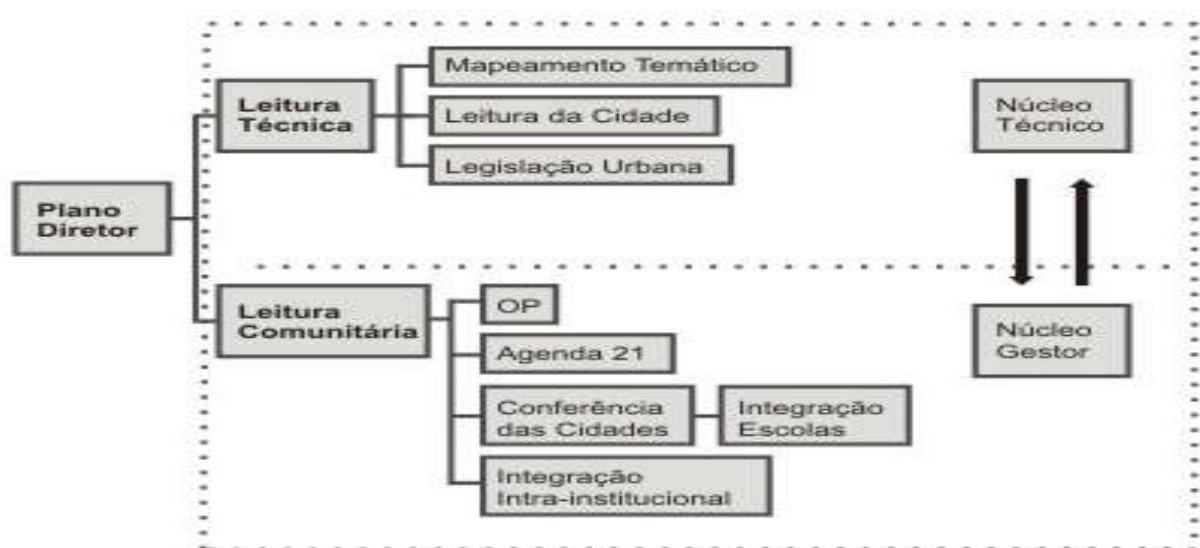 Plano
Diretor
Leitura
Técnica
Mapeamento Temático
Leitura da Cidade
Legislação Urbana
Núcleo
Técnico
Leitura
Comunitária
OP
Agenda 21
Conferência
das Cidades
Integração
Escolas
Integração
Intra-institucional
Núcleo
Gestor